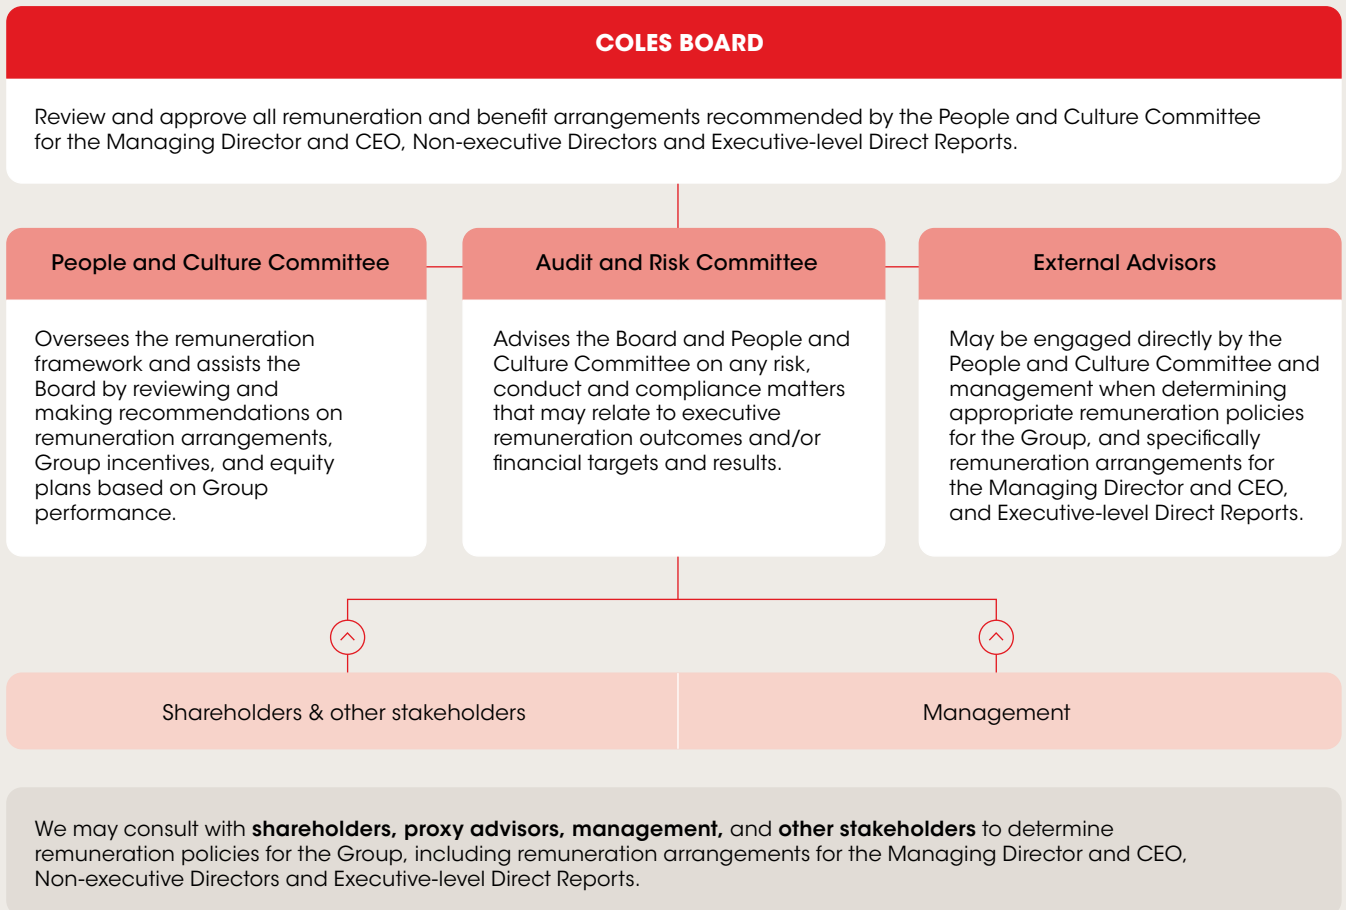 COLES BOARD
Review and approve all remuneration and benefit arrangements recommended by the People and Culture Committee
for the Managing Director and CEO, Non-executive Directors and Executive-level Direct Reports.
People and Culture Committee
Oversees the remuneration
framework and assists the
Board by reviewing and
making recommendations on
remuneration arrangements,
Group incentives, and equity
plans based on Group
performance.
Audit and Risk Committee
Advises the Board and People and
Culture Committee on any risk,
conduct and compliance matters
that may relate to executive
remuneration outcomes and/or
financial targets and results.
External Advisors
May be engaged directly by the
People and Culture Committee and
management when determining
appropriate remuneration policies
for the Group, and specifically
remuneration arrangements for
the Managing Director and CEO,
and Executive-level Direct Reports.
Shareholders & other stakeholders
Management
We may consult with shareholders, proxy advisors, management, and other stakeholders to determine
remuneration policies for the Group, including remuneration arrangements for the Managing Director and CEO,
Non-executive Directors and Executive-level Direct Reports.